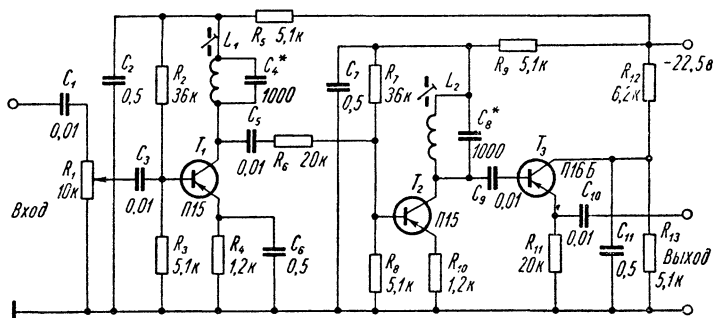 C₁
0,01
R₁
10к
Вход
C₂
0,5
C₃
0,01
R₂
36к
R₃
5,1к
L₁
C₄*
1000
T₁
П15
R₄
1,2к
C₅
0,01
C₆
0,5
R₅ 5,1к
R₆ 20к
C₇
0,5
R₇
36к
R₈
5,1к
L₂
C₈*
1000
T₂
П15
R₁₀
1,2к
C₉
0,01
R₉ 5,1к
T₃
П16Б
R₁₁
20к
C₁₀
0,01
C₁₁
0,5
R₁₂
6,2к
-22,5в
R₁₃
5,1к
Выход